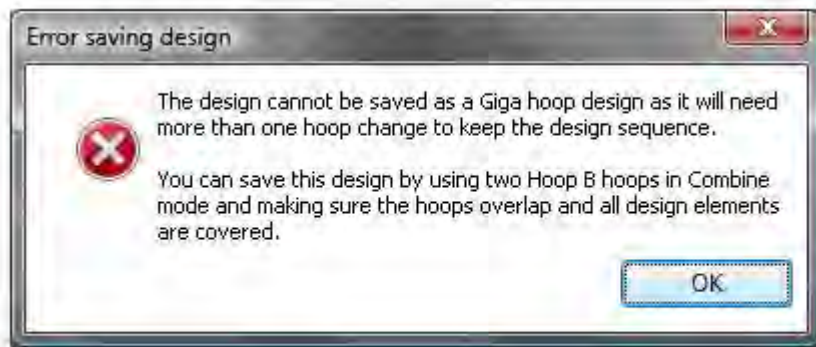 Error saving design
The design cannot be saved as a Giga hoop design as it will need
more than one hoop change to keep the design sequence.
You can save this design by using two Hoop B hoops in Combine
mode and making sure the hoops overlap and all design elements
are covered.
OK